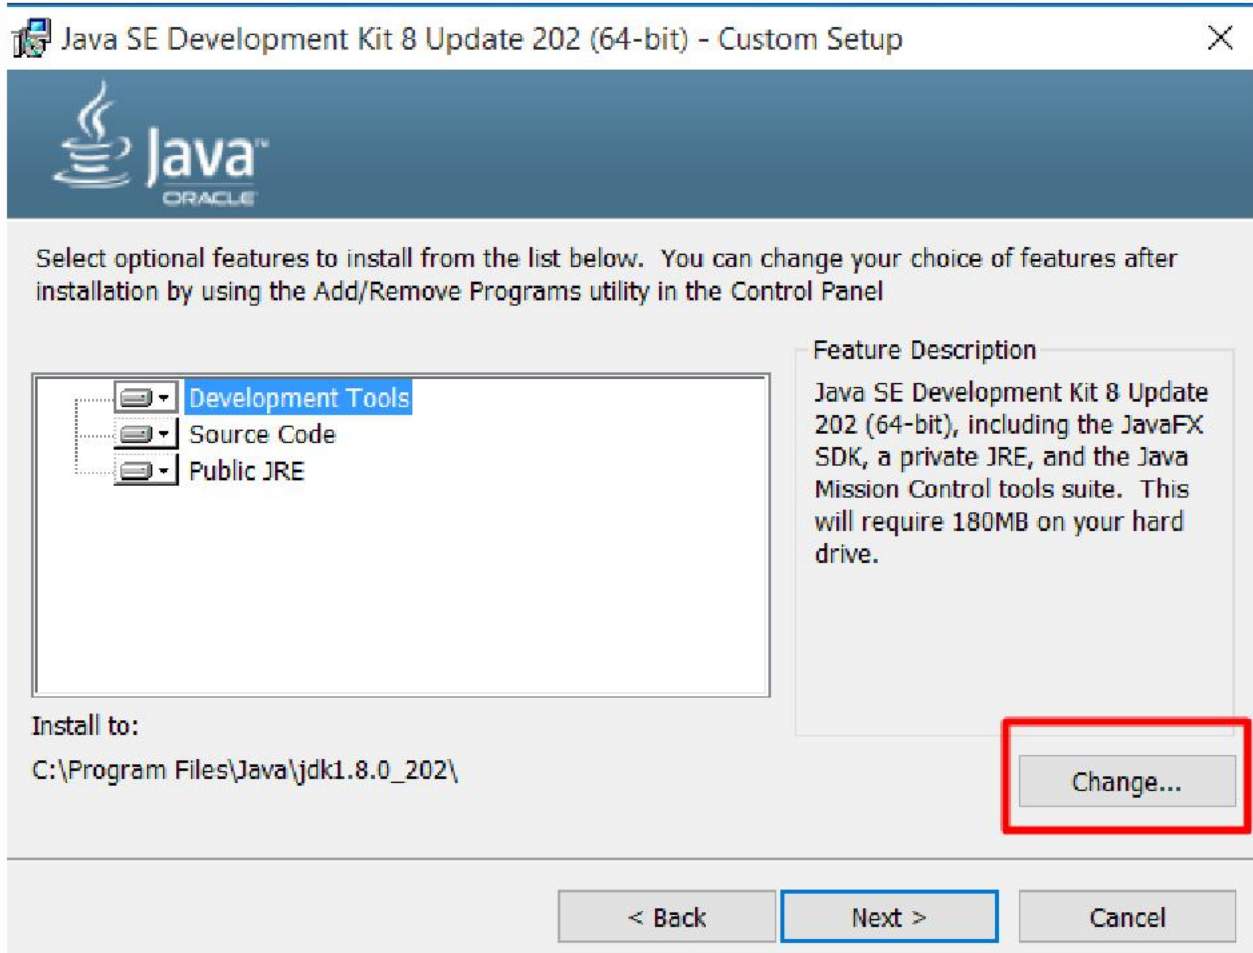 Java SE Development Kit 8 Update 202 (64-bit) - Custom Setup
Java™
ORACLE
Select optional features to install from the list below. You can change your choice of features after
installation by using the Add/Remove Programs utility in the Control Panel
Development Tools
Source Code
Public JRE
Feature Description
Java SE Development Kit 8 Update
202 (64-bit), including the JavaFX
SDK, a private JRE, and the Java
Mission Control tools suite. This
will require 180MB on your hard
drive.
Install to:
C:\Program Files\Java\jdk1.8.0_202\
Change...
< Back
Next >
Cancel